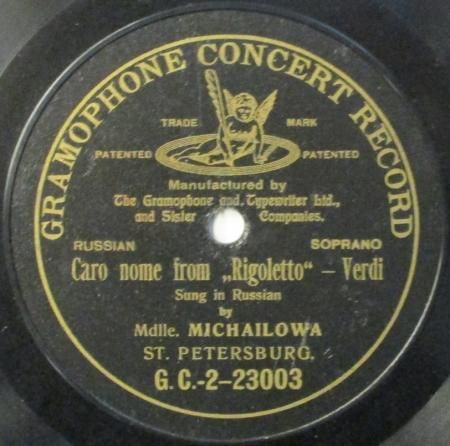 GRAMOPHONE CONCERT RECORD
TRADE MARK
PATENTED PATENTED
Manufactured by
The Gramophone and Typewriter Ltd.,
and Sister Companies.
RUSSIAN SOPRANO
Caro nome from „Rigoletto“ – Verdi
Sung in Russian
by
Mdlle. MICHAILOWA
ST. PETERSBURG.
G.C.-2-23003